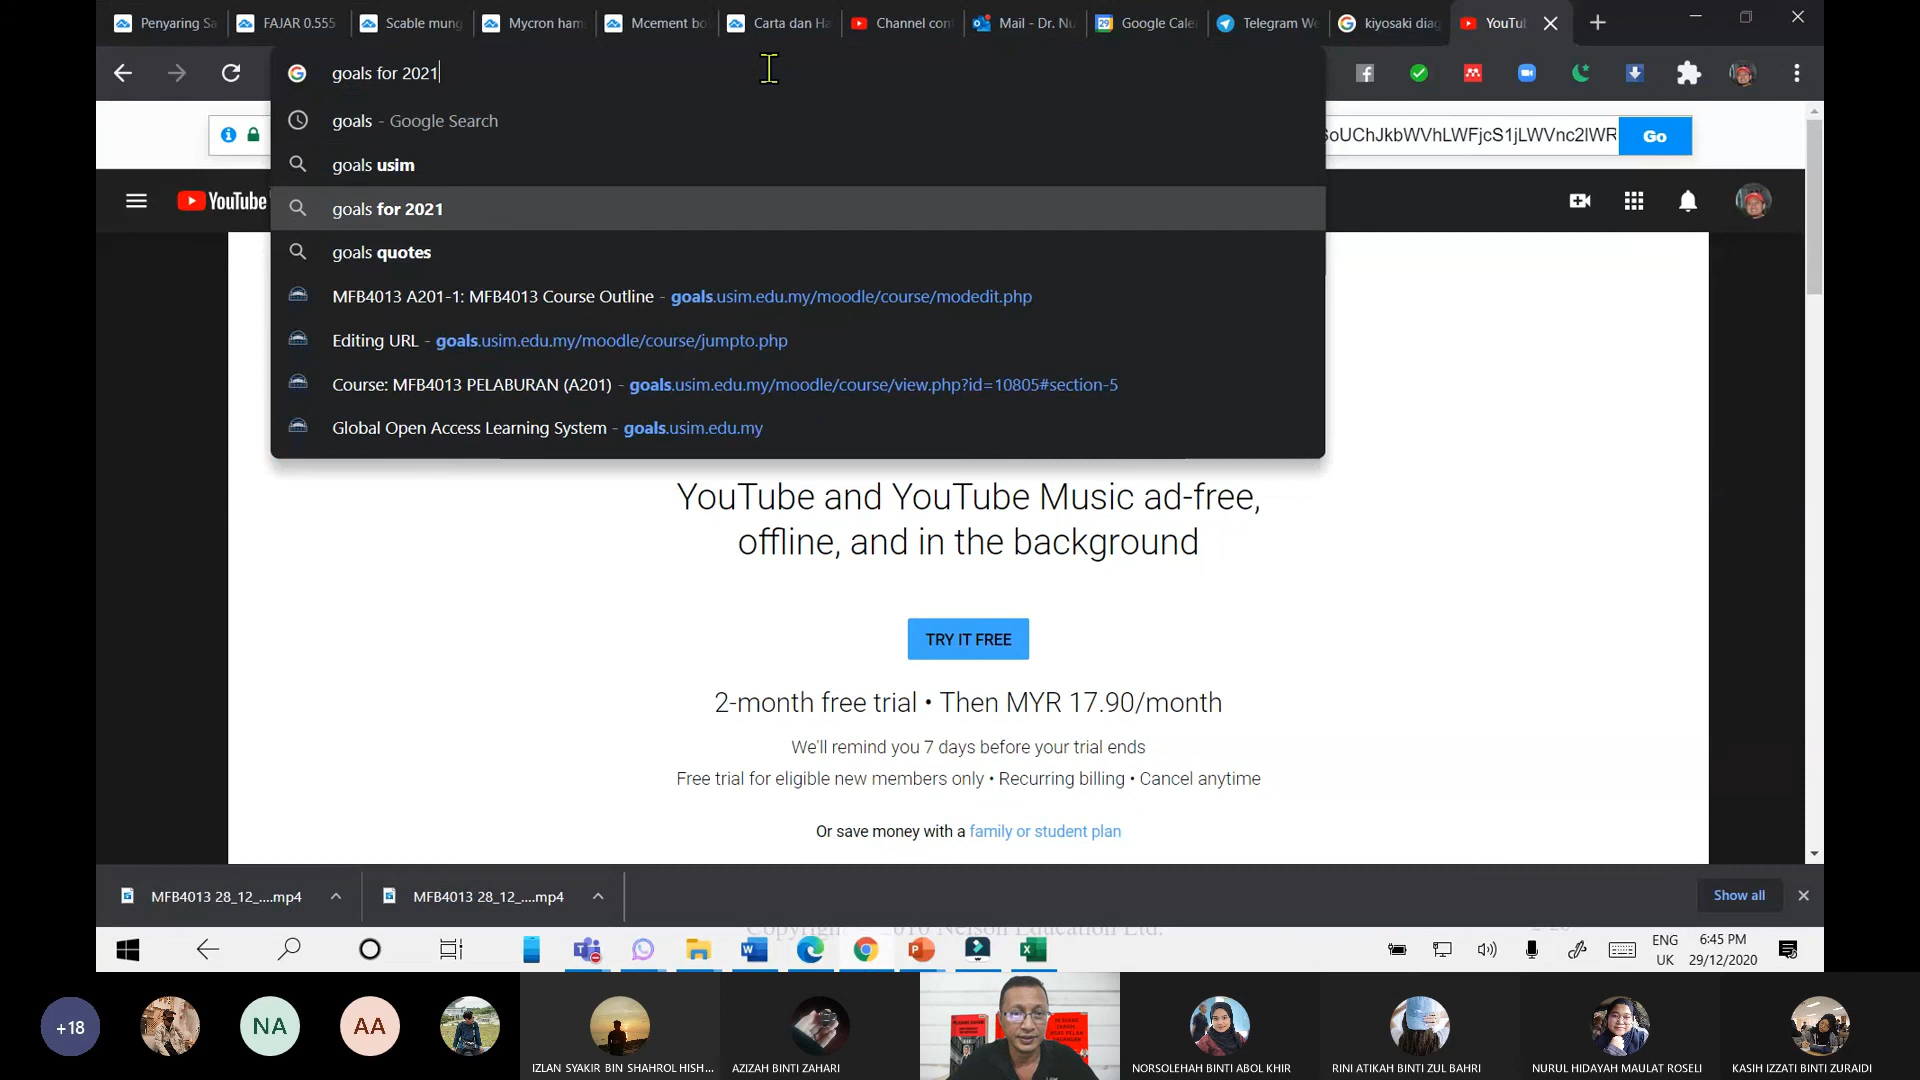 Penyaring Sa
FAJAR 0.555
Scable mung
Mycron ham
Mcement bo
Carta dan Ha
Channel con
Mail - Dr. Nu
Google Cale
Telegram We
kiyosaki diag
YouTu
goals for 2021
goals - Google Search
goals usim
goals for 2021
goals quotes
MFB4013 A201-1: MFB4013 Course Outline - goals.usim.edu.my/moodle/course/modedit.php
Editing URL - goals.usim.edu.my/moodle/course/jumpto.php
Course: MFB4013 PELABURAN (A201) - goals.usim.edu.my/moodle/course/view.php?id=10805#section-5
Global Open Access Learning System - goals.usim.edu.my
SoUChJkbWVhLWFjcS1jLWVnc2lWR
Go
YouTube
YouTube and YouTube Music ad-free,
offline, and in the background
TRY IT FREE
2-month free trial • Then MYR 17.90/month
We'll remind you 7 days before your trial ends
Free trial for eligible new members only • Recurring billing • Cancel anytime
Or save money with a family or student plan
MFB4013 28_12_....mp4
MFB4013 28_12_....mp4
Show all
010 Nelson Education Ltd.
ENG
UK
6:45 PM
29/12/2020
+18
NA
AA
IZLAN SYAKIR BIN SHAHROL HISH...
AZIZAH BINTI ZAHARI
NORSOLEHAH BINTI ABOL KHIR
RINI ATIKAH BINTI ZUL BAHRI
NURUL HIDAYAH MAULAT ROSELI
KASIH IZZATI BINTI ZURAIDI